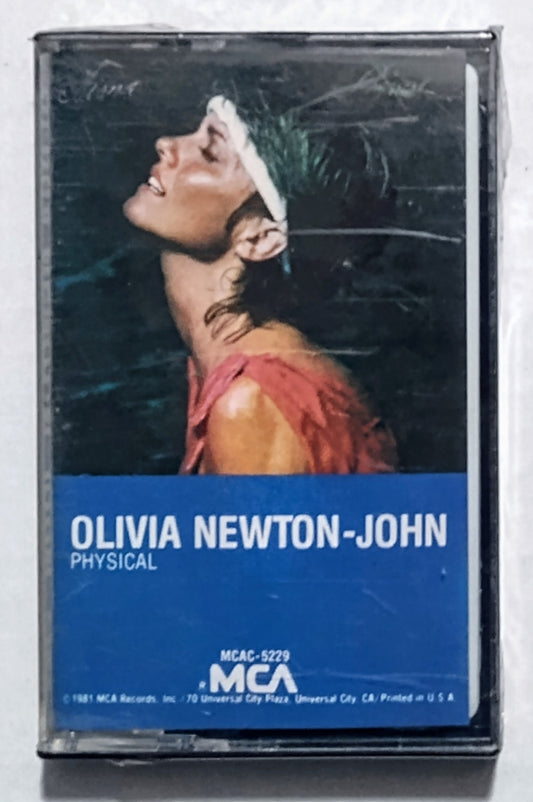 OLIVIA NEWTON-JOHN
PHYSICAL
MCAC-5229
MCA
© 1981 MCA Records, Inc. / 70 Universal City Plaza, Universal City, CA / Printed in U.S.A.